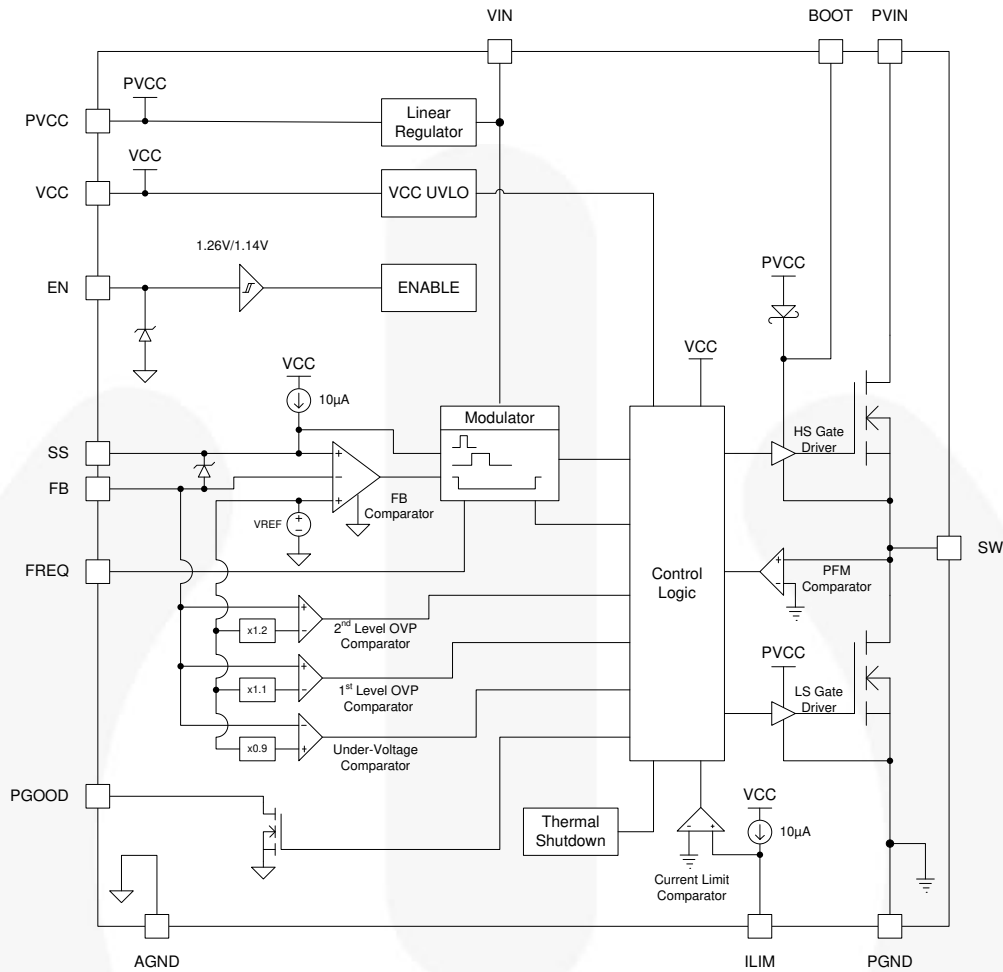 VIN
BOOT
PVIN
PVCC
PVCC
Linear
Regulator
VCC
VCC
VCC UVLO
1.26V/1.14V
EN
ENABLE
PVCC
VCC
10µA
VCC
Modulator
SS
FB
HS Gate
Driver
FB
Comparator
VREF
+
−
+
−
+
SW
FREQ
Control
Logic
+
−
PFM
Comparator
x1.2
+
−
2nd Level OVP
Comparator
PVCC
x1.1
+
−
1st Level OVP
Comparator
LS Gate
Driver
x0.9
−
+
Under-Voltage
Comparator
PGOOD
Thermal
Shutdown
VCC
10µA
−
+
Current Limit
Comparator
AGND
ILIM
PGND